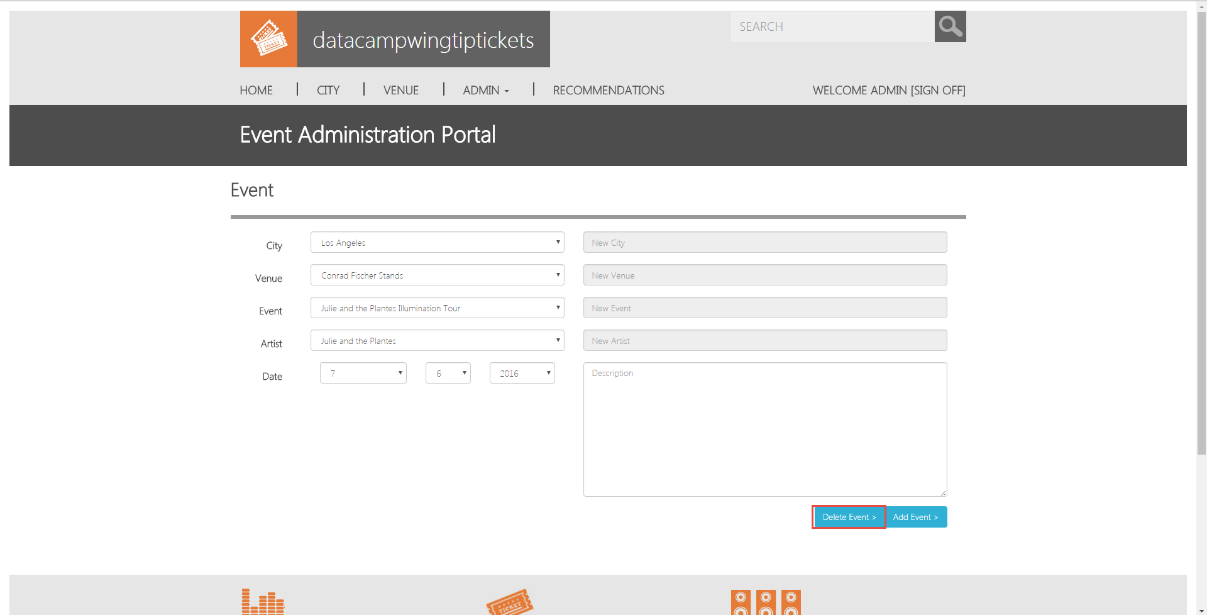 datacampwingtiptickets
SEARCH
HOME | CITY | VENUE | ADMIN | RECOMMENDATIONS WELCOME ADMIN [SIGN OFF]
Event Administration Portal
Event
City Los Angeles New City
Venue Conrad Fischer Stands New Venue
Event Julie and the Plantes Illumination Tour New Event
Artist Julie and the Plantes New Artist
Date 7 6 2016 Description
Delete Event > Add Event >